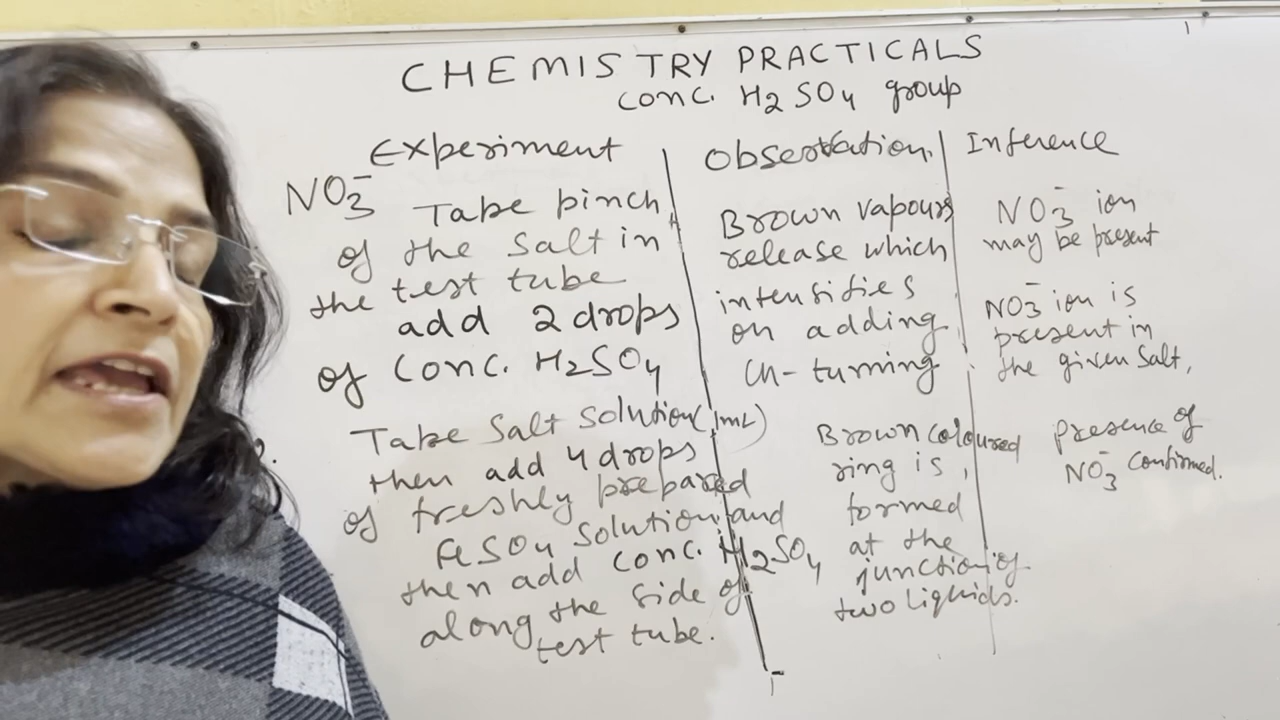 CHEMISTRY PRACTICALS
conc. H2SO4 group
Experiment
NO3-
Take pinch
of the salt in
the test tube
add 2 drops
of Conc. H2SO4
Take Salt Solution (1mL)
then add 4 drops
of freshly prepared
FeSO4 solution and
then add conc. H2SO4
along the side of
test tube.
Observation
Brown vapours
release which
intensifies
on adding
Cu-turning
Brown coloured
ring is
formed
at the
junction of
two liquids.
Inference
NO3- ion
may be present
NO3- ion is
present in
the given salt,
presence of
NO3- confirmed.